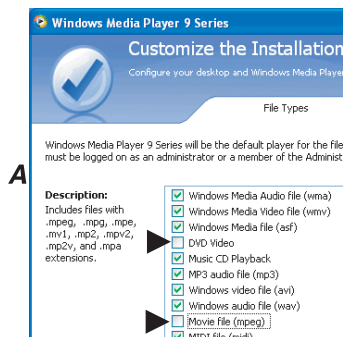 Windows Media Player 9 Series
Customize the Installation
Configure your desktop and Windows Media Player
File Types
Windows Media Player 9 Series will be the default player for the file
must be logged on as an administrator or a member of the Administ
A
Description:
Includes files with
.mpeg, .mpg, .mpe,
.mv1, .mp2, mpv2,
.mp2v, and .mpa
extensions.
Windows Media Audio file (wma)
Windows Media Video file (wmv)
Windows Media file (asf)
DVD Video
Music CD Playback
MP3 audio file (mp3)
Windows video file (avi)
Windows audio file (wav)
Movie file (mpeg)
MIDI file (midi)